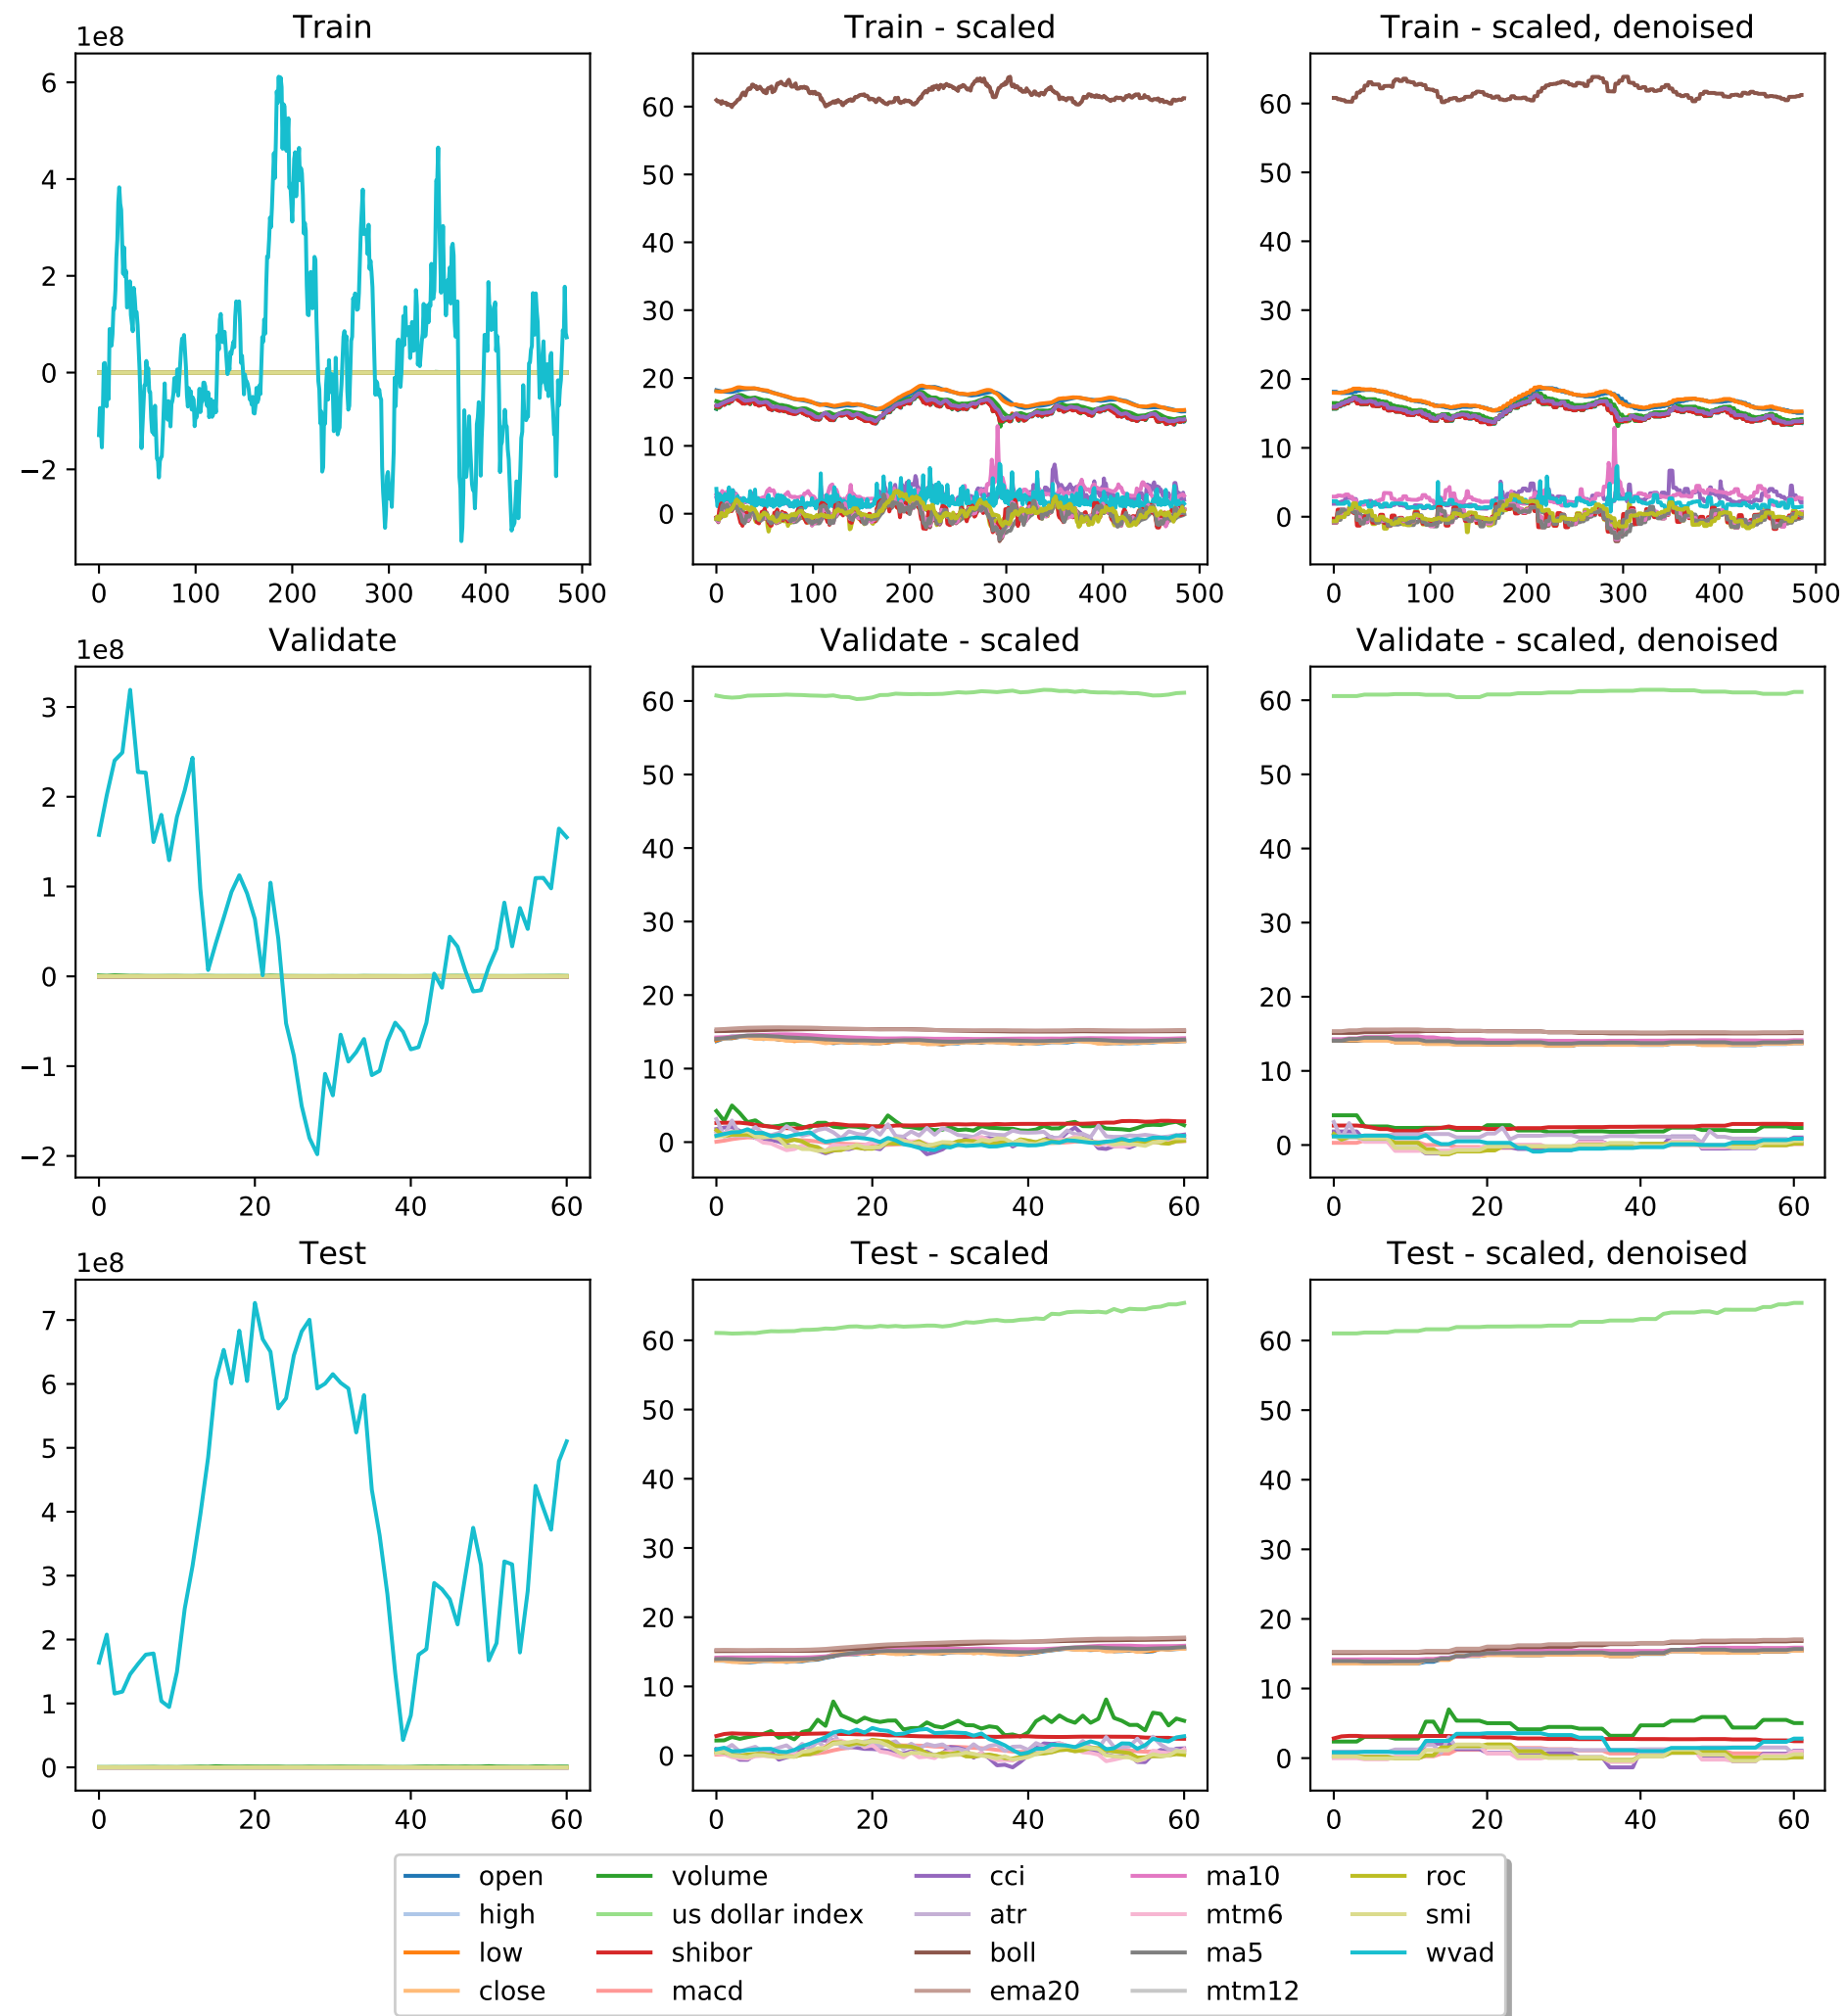 Train
1e8
6
4
2
0
−2
0 100 200 300 400 500
Train - scaled
60
50
40
30
20
10
0
0 100 200 300 400 500
Train - scaled, denoised
60
50
40
30
20
10
0
0 100 200 300 400 500
Validate
1e8
3
2
1
0
−1
−2
0 20 40 60
Validate - scaled
60
50
40
30
20
10
0
0 20 40 60
Validate - scaled, denoised
60
50
40
30
20
10
0
0 20 40 60
Test
1e8
7
6
5
4
3
2
1
0
0 20 40 60
Test - scaled
60
50
40
30
20
10
0
0 20 40 60
Test - scaled, denoised
60
50
40
30
20
10
0
0 20 40 60
open
high
low
close
volume
us dollar index
shibor
macd
cci
atr
boll
ema20
ma10
mtm6
ma5
mtm12
roc
smi
wvad